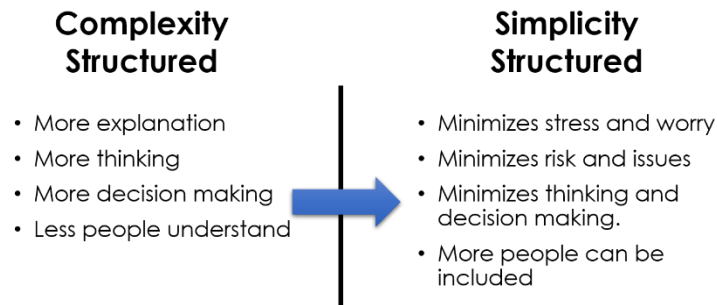 Complexity
Structured
• More explanation
• More thinking
• More decision making
• Less people understand
Simplicity
Structured
• Minimizes stress and worry
• Minimizes risk and issues
• Minimizes thinking and
decision making.
• More people can be
included